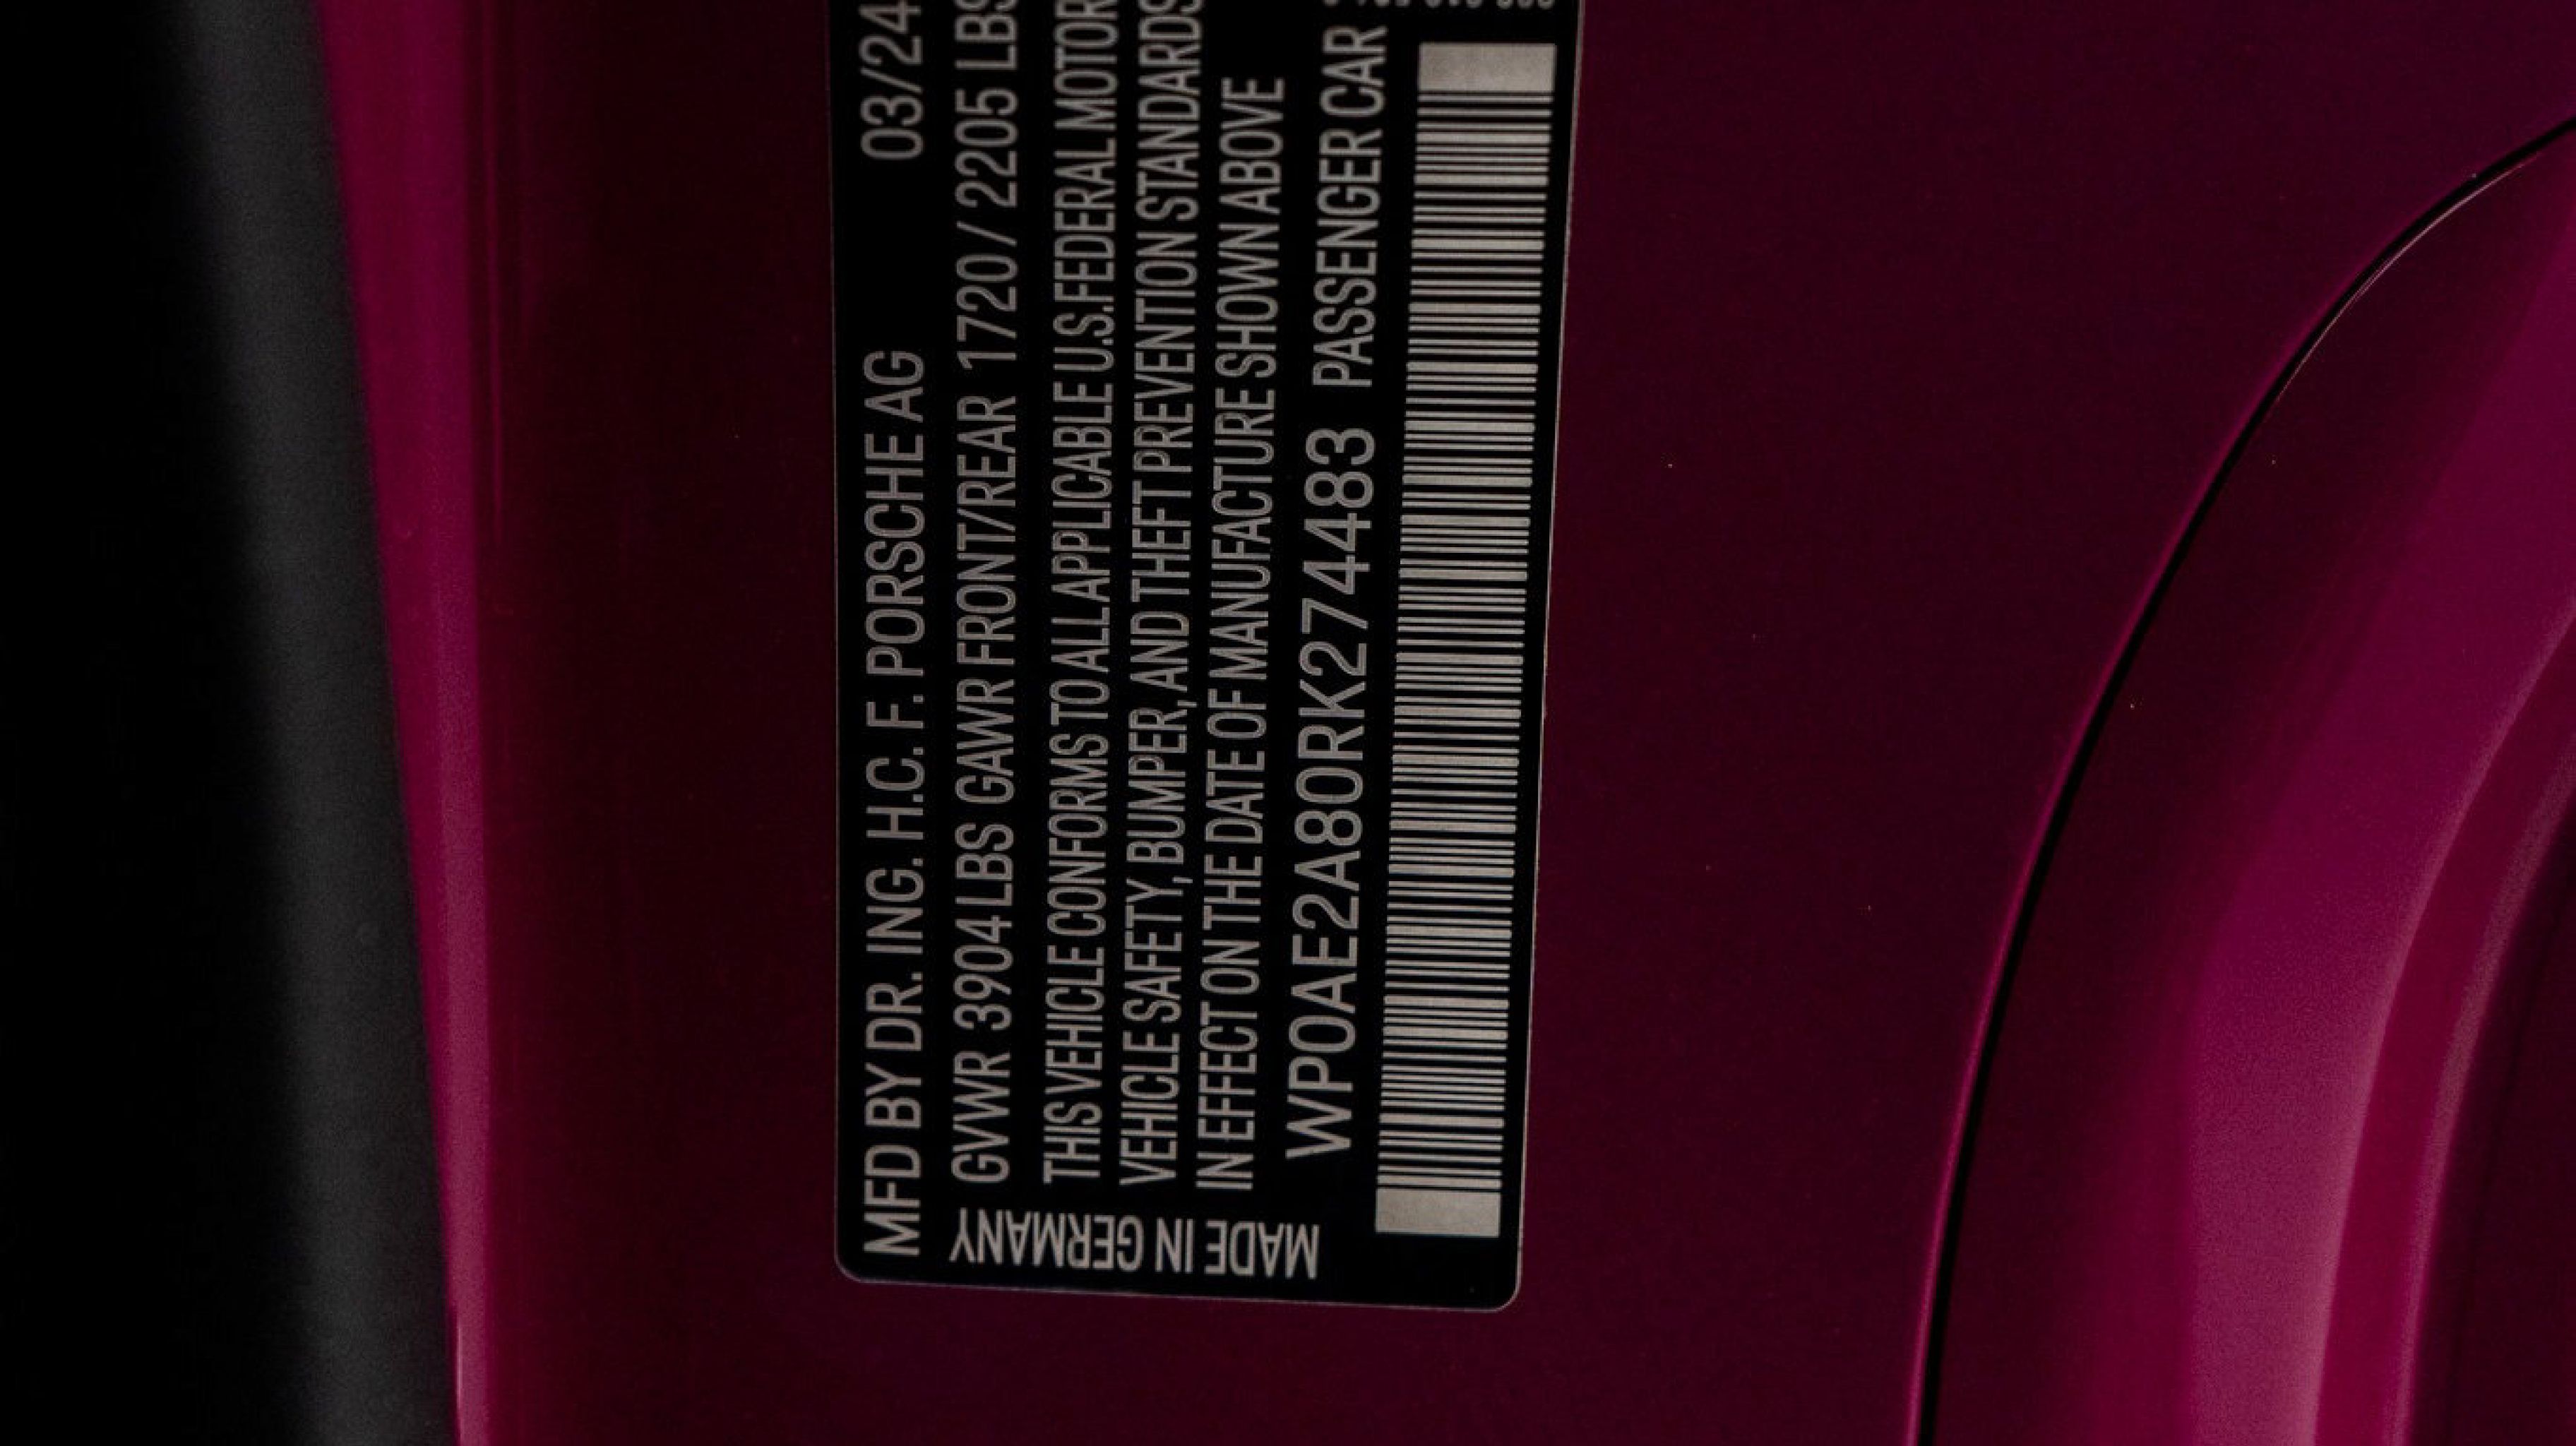 MFD BY DR. ING. H.C. F. PORSCHE AG 03/24
GVWR 3904 LBS GAWR FRONT/REAR 1720 / 2205 LBS
THIS VEHICLE CONFORMS TO ALL APPLICABLE U.S. FEDERAL MOTOR
VEHICLE SAFETY, BUMPER, AND THEFT PREVENTION STANDARDS
IN EFFECT ON THE DATE OF MANUFACTURE SHOWN ABOVE
WP0AE2A80RK274483 PASSENGER CAR
MADE IN GERMANY